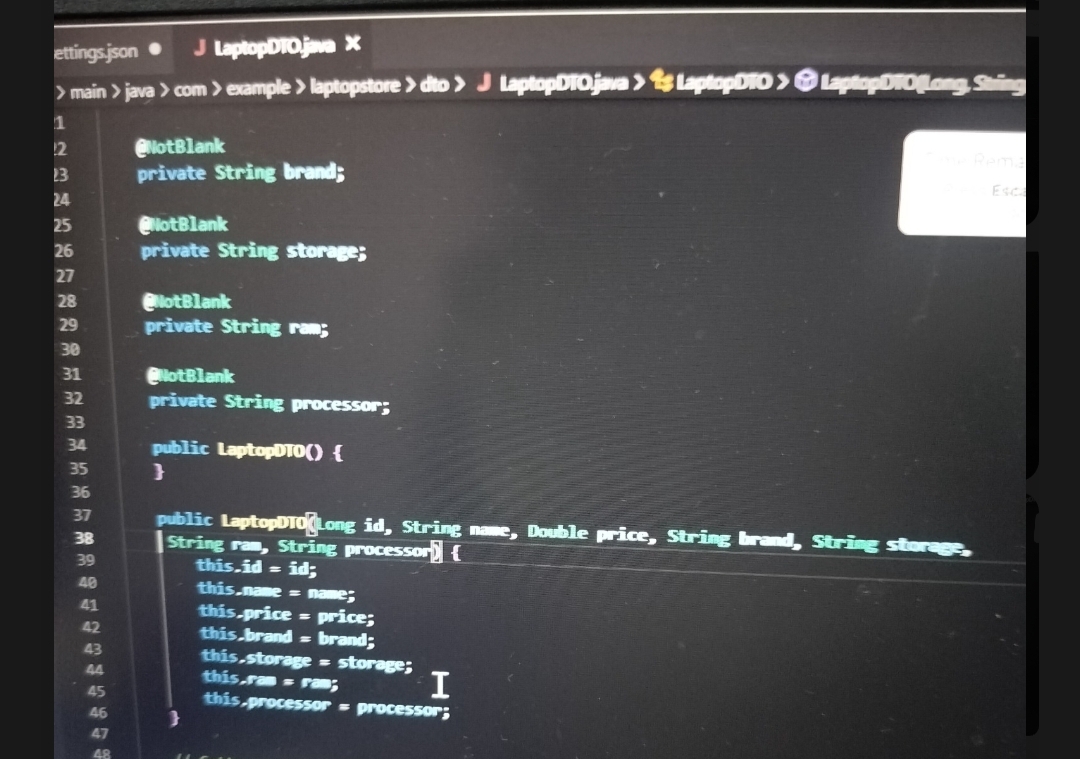 ettings.json ● J LaptopDTO.java ×
> main > java > com > example > laptopstore > dto > J LaptopDTO.java > LaptopDTO > LaptopDTO(Long, String
21
22 @NotBlank
23 private String brand;
24
25 @NotBlank
26 private String storage;
27
28 @NotBlank
29 private String ram;
30
31 @NotBlank
32 private String processor;
33
34 public LaptopDTO() {
35 }
36
37 public LaptopDTO(Long id, String name, Double price, String brand, String storage,
38 String ram, String processor) {
39 this.id = id;
40 this.name = name;
41 this.price = price;
42 this.brand = brand;
43 this.storage = storage;
44 this.ram = ram;
45 this.processor = processor;
46 }
47
48
Rema
Esca